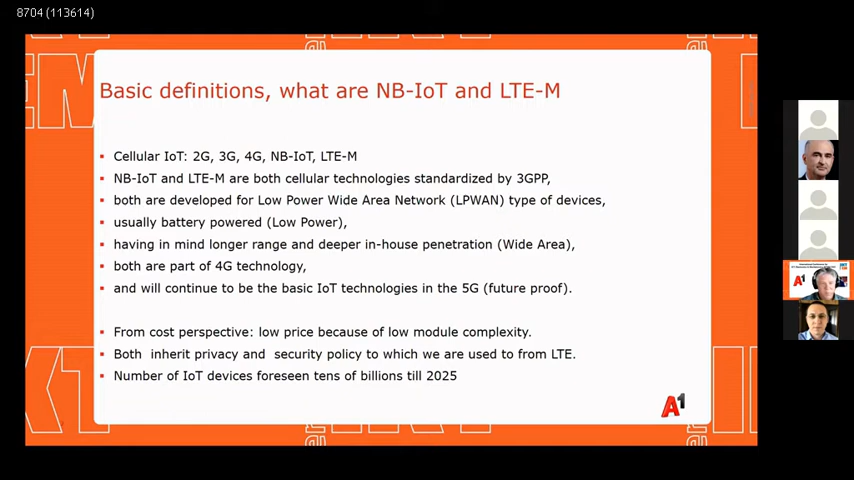 8704 (113614)
Basic definitions, what are NB-IoT and LTE-M
▪ Cellular IoT: 2G, 3G, 4G, NB-IoT, LTE-M
▪ NB-IoT and LTE-M are both cellular technologies standardized by 3GPP,
▪ both are developed for Low Power Wide Area Network (LPWAN) type of devices,
▪ usually battery powered (Low Power),
▪ having in mind longer range and deeper in-house penetration (Wide Area),
▪ both are part of 4G technology,
▪ and will continue to be the basic IoT technologies in the 5G (future proof).
▪ From cost perspective: low price because of low module complexity.
▪ Both inherit privacy and security policy to which we are used to from LTE.
▪ Number of IoT devices foreseen tens of billions till 2025
A1
A1